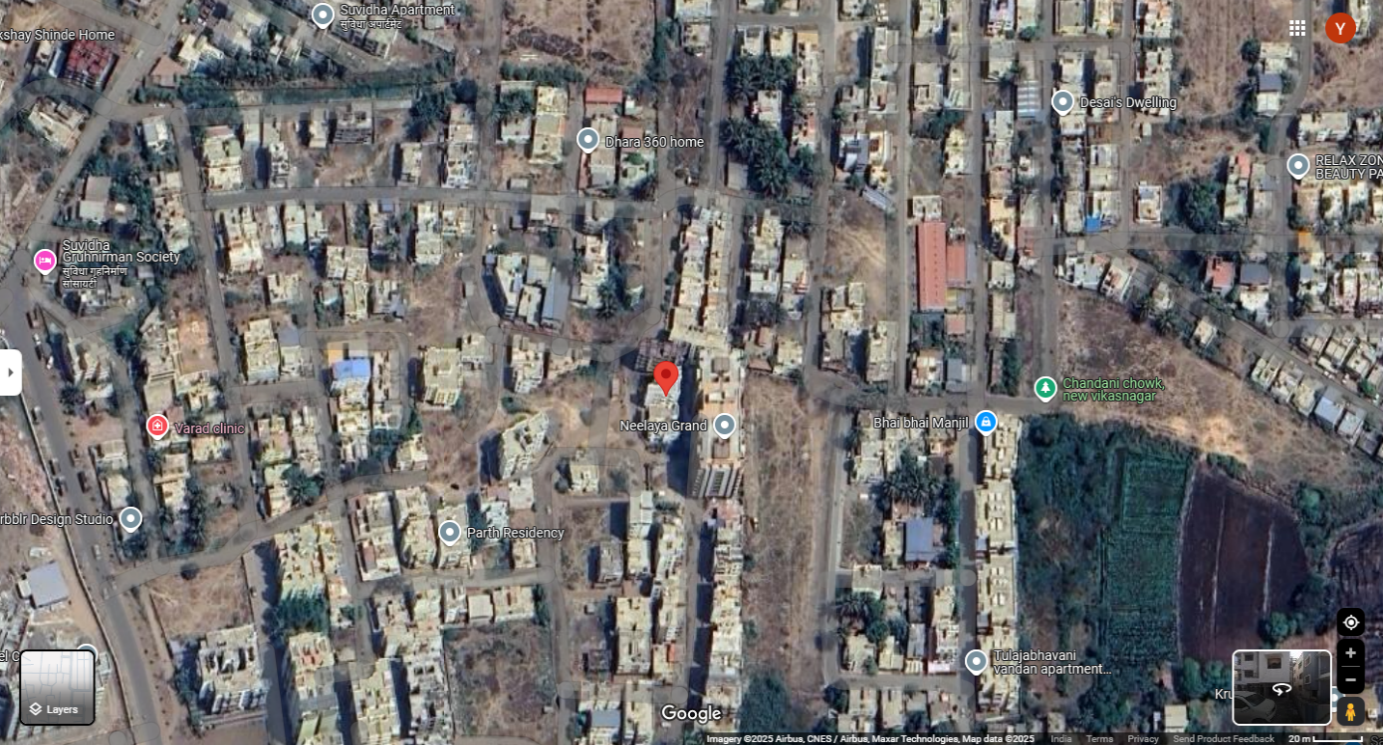 Suvidha Apartment
सुविधा अपार्टमेंट
kshay Shinde Home
Y
Desai's Dwelling
Dhara 360 home
RELAX ZON
BEAUTY PA
Suvidha
Gruhnirman Society
सुविधा गृहनिर्माण
सोसायटी
Chandani chowk,
new vikasnagar
Neelaya Grand
Bhai bhai Manjil
Varad clinic
rbblr Design Studio
Parth Residency
Tulajabhavani
vandan apartment...
el C
Kru
Layers
Google
Imagery ©2025 Airbus, CNES / Airbus, Maxar Technologies, Map data ©2025 India Terms Privacy Send Product Feedback 20 m